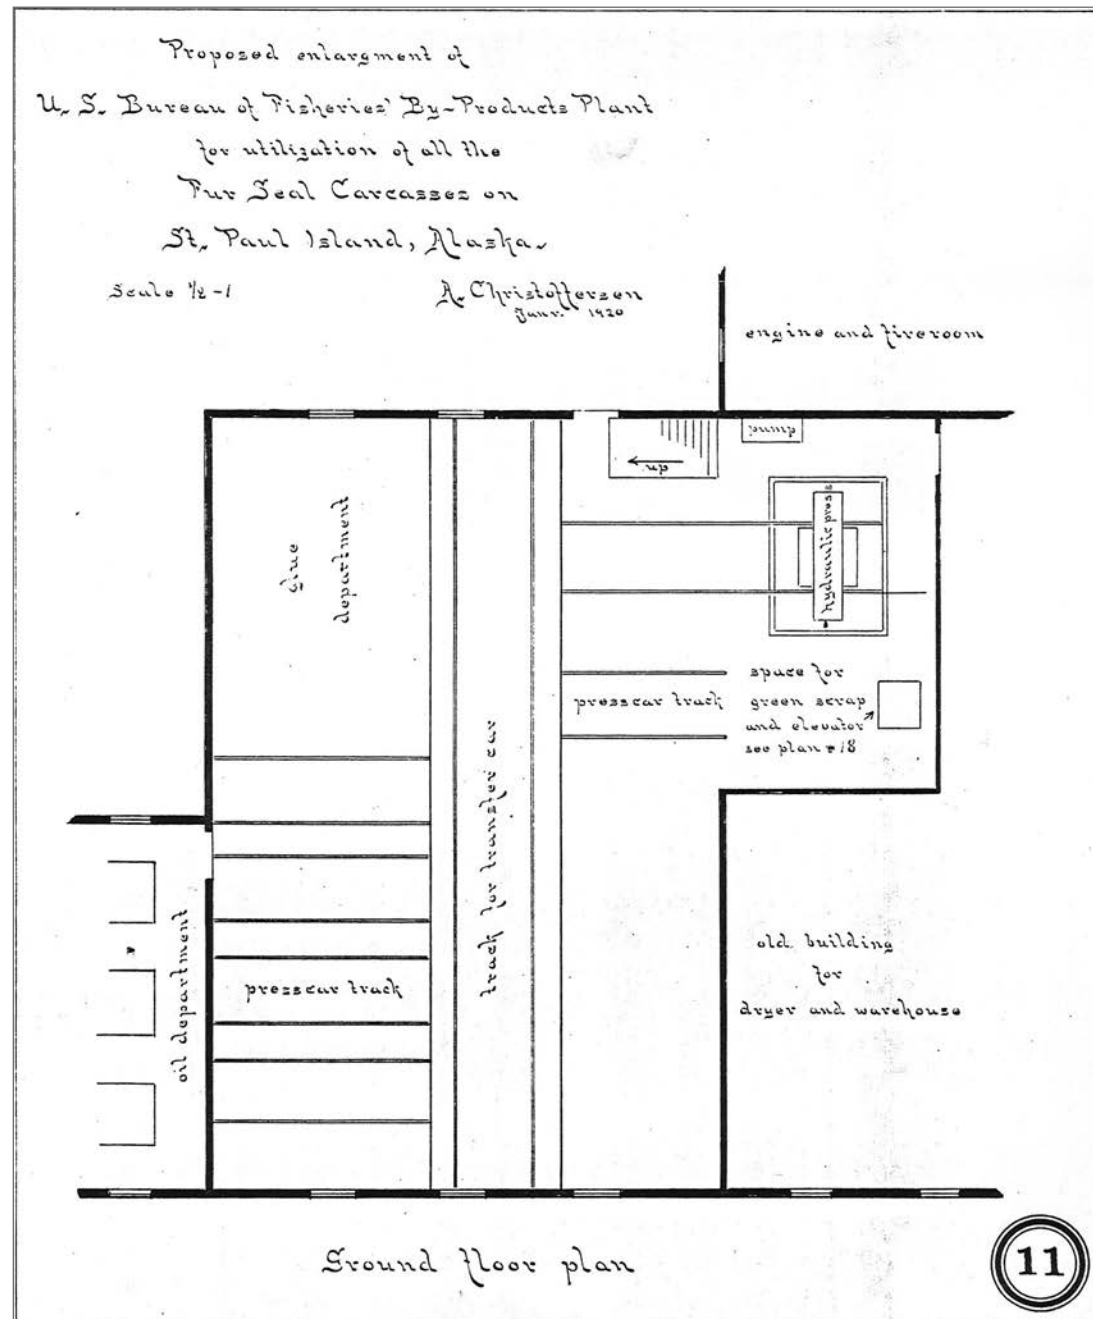 Proposed enlargment of
U. S. Bureau of Fisheries' By-Products Plant
for utilization of all the
Fur Seal Carcasses on
St. Paul Island, Alaska.
Scale 1/2-1
A. Christoffersen
Janr. 1920
engine and fireroom
pump
up
Hydraulic press
Glue
department
space for
presscar track
green scrap
and elevator
see plan # 18
track for transfer car
oil department
presscar track
old building
for
dryer and warehouse
Ground floor plan
11